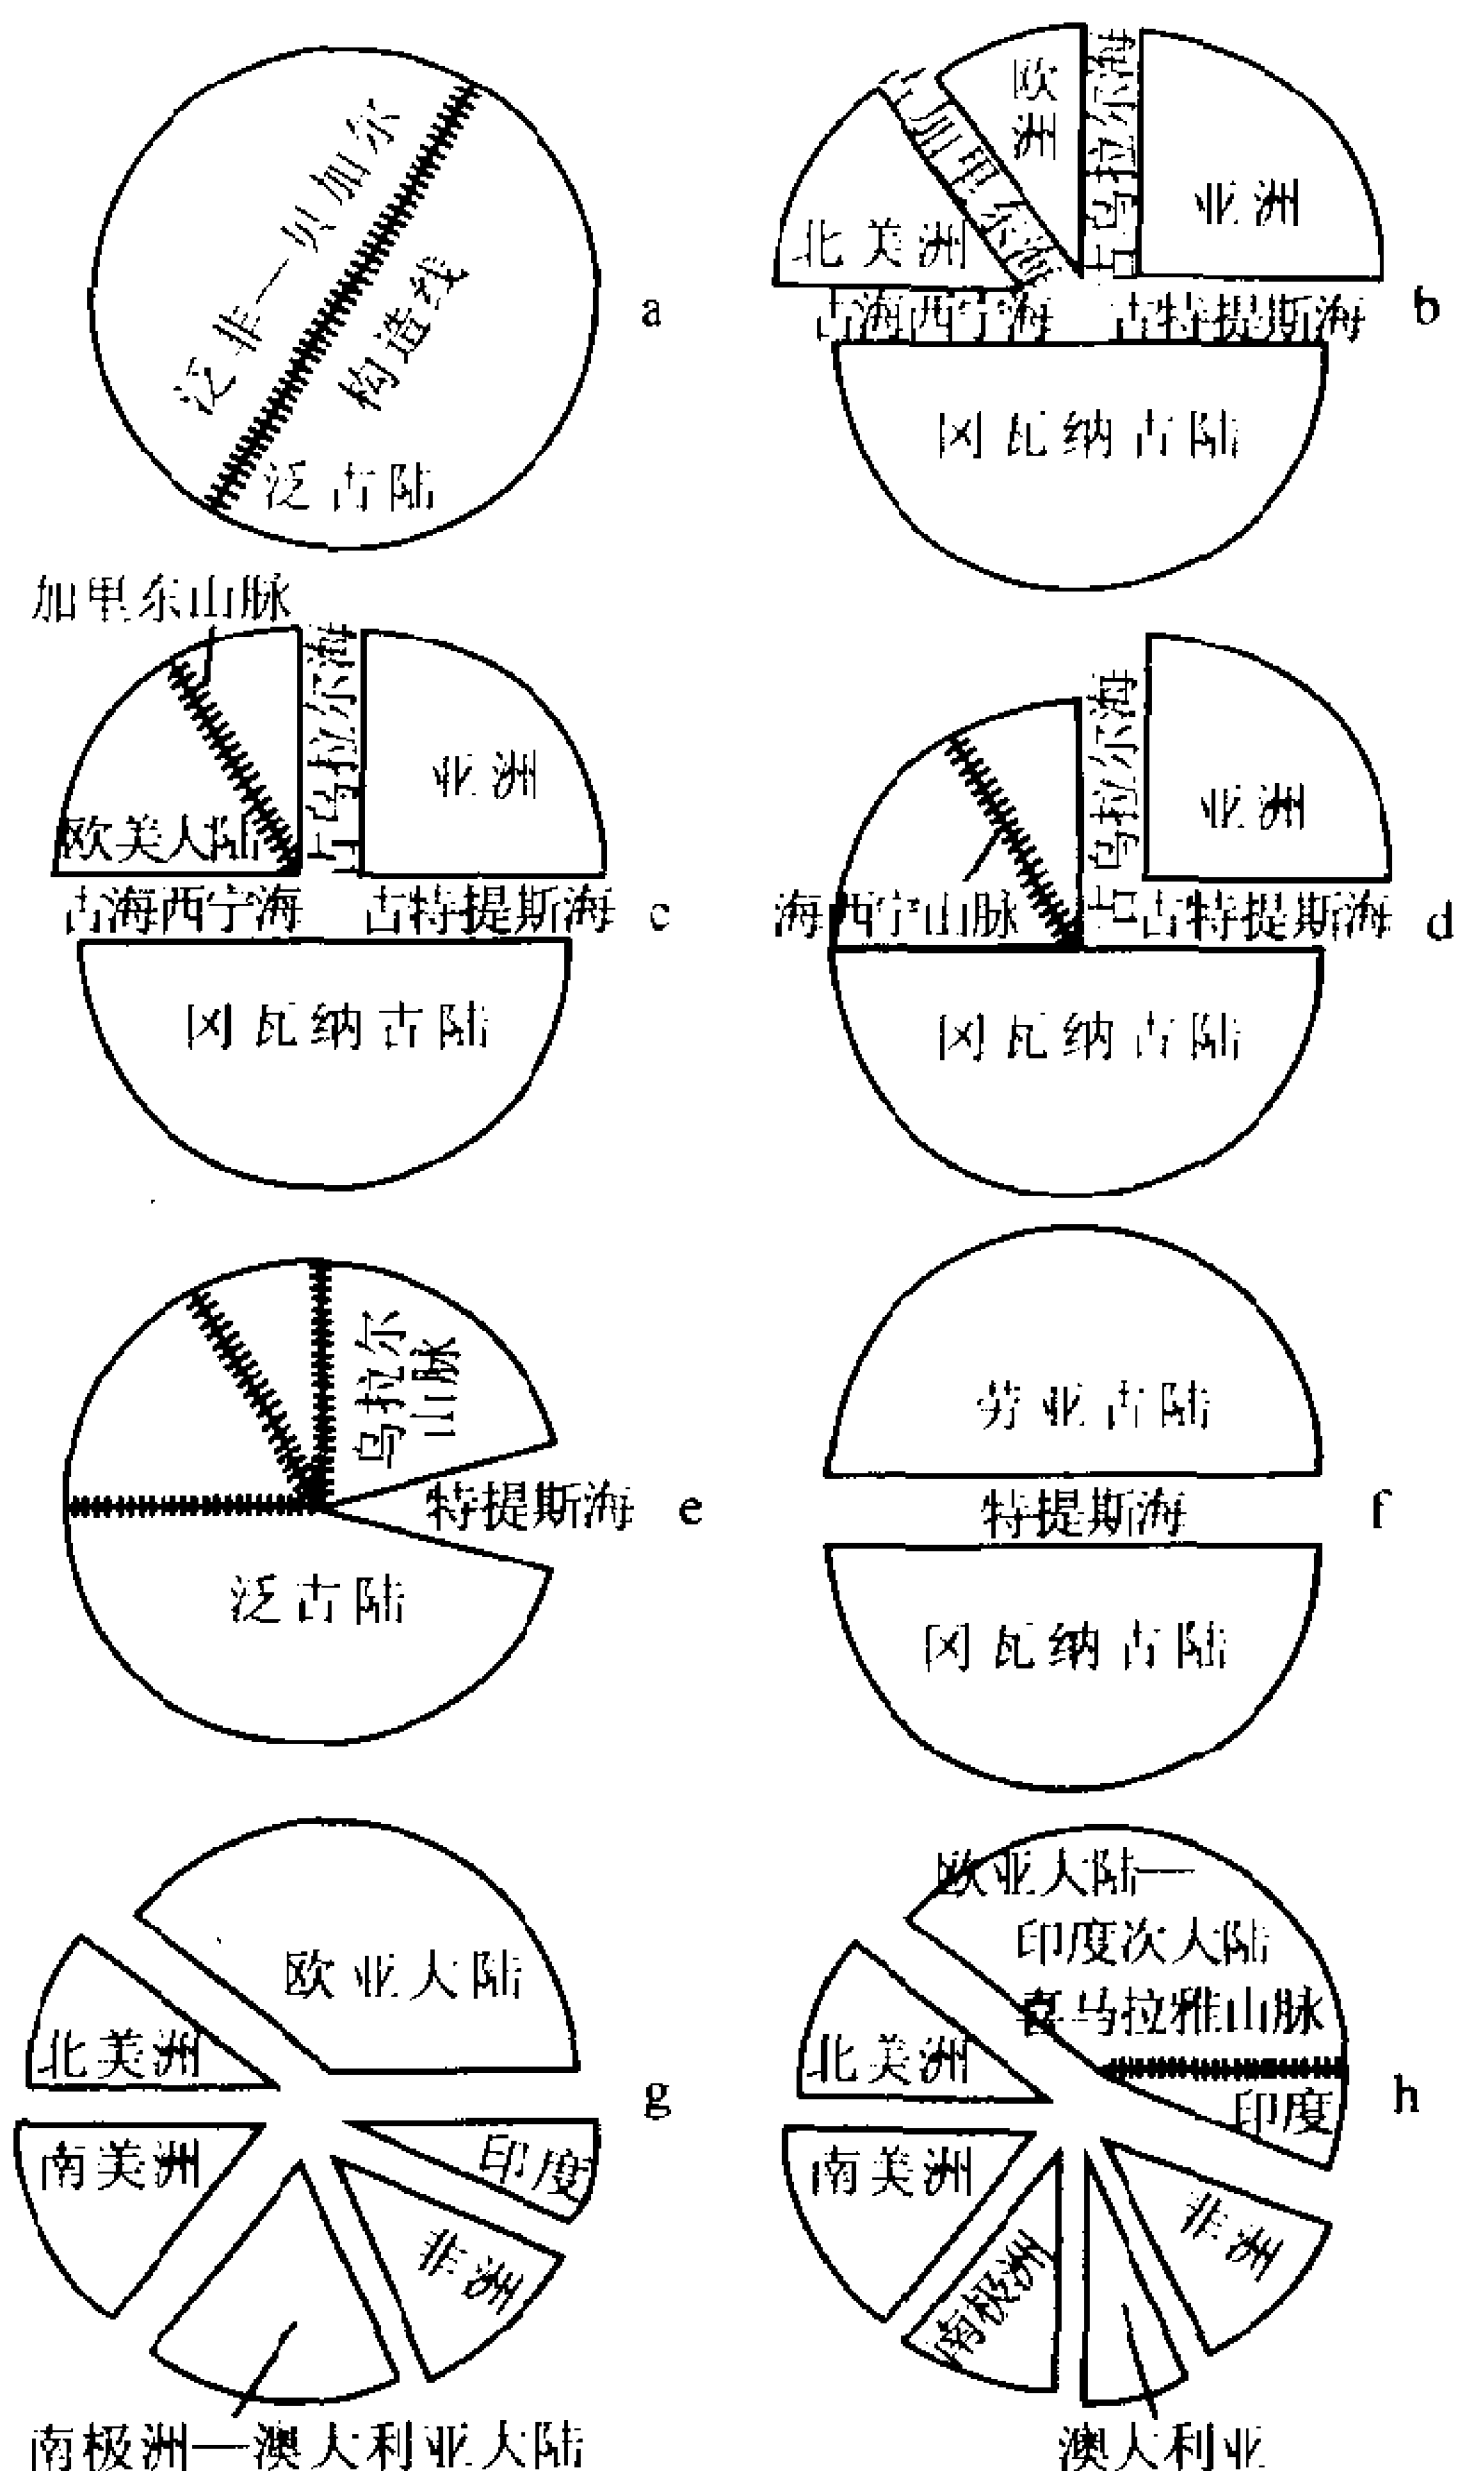 泛非—贝加尔
构造线
泛古陆
a
北美洲
古加里东海
欧洲
古乌拉尔海
亚洲
古海西宁海
古特提斯海
b
冈瓦纳古陆
加里东山脉
欧美大陆
古乌拉尔海
亚洲
古海西宁海
古特提斯海
c
冈瓦纳古陆
海西宁山脉
古乌拉尔海
亚洲
古特提斯海
d
冈瓦纳古陆
乌拉尔
山脉
特提斯海
e
泛古陆
劳亚古陆
特提斯海
f
冈瓦纳古陆
欧亚大陆
北美洲
g
南美洲
印度
非洲
南极洲—澳大利亚大陆
欧亚大陆—
印度次大陆
喜马拉雅山脉
北美洲
印度
h
南美洲
非洲
南极洲
澳大利亚